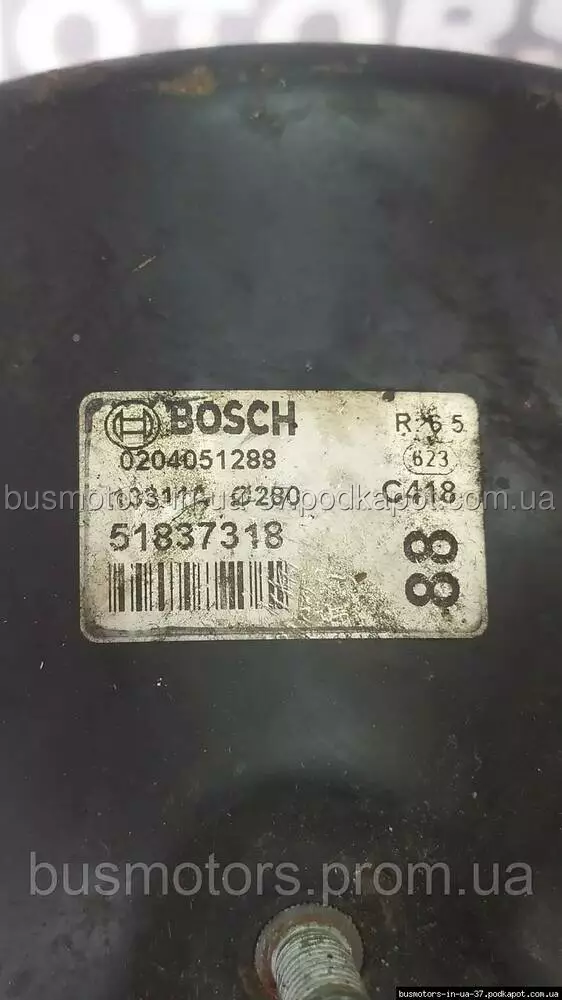 MOTORS
BOSCH
0204051288
R 6 5
623
busmotors-in-ua-37.podkapot.com.ua
C418
51837318
88
busmotors.prom.ua
busmotors-in-ua-37.podkapot.com.ua